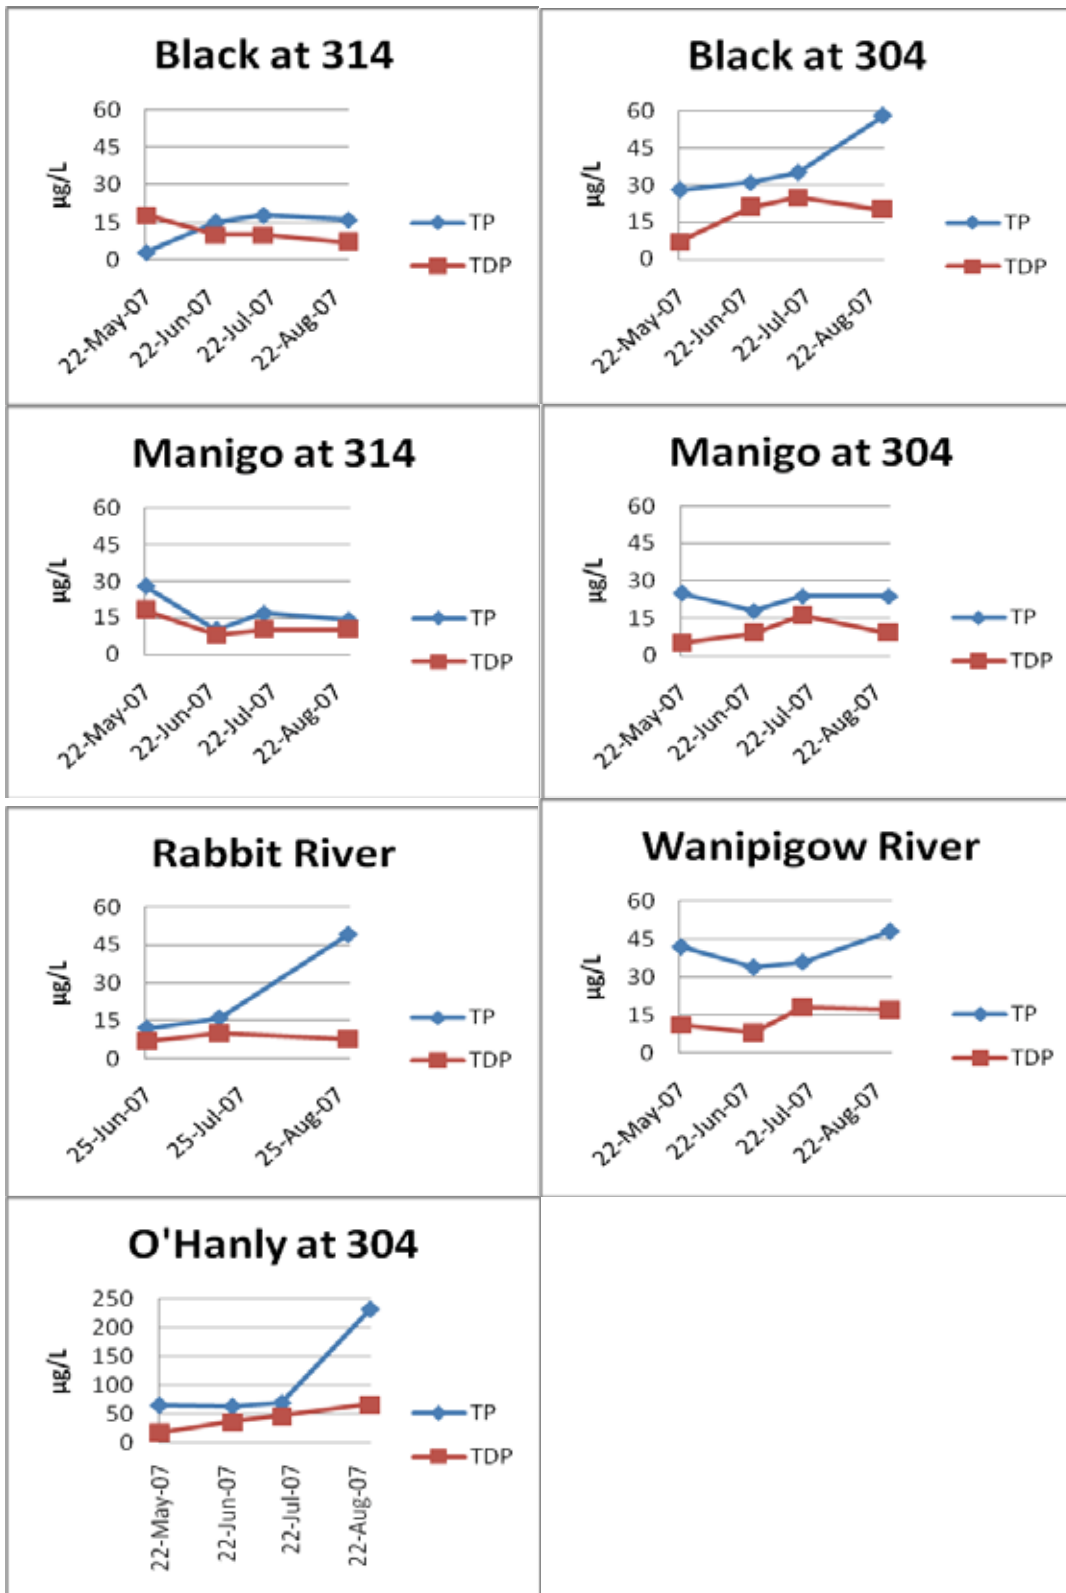 Black at 314
60
45
30
15
0
µg/L
22-May-07
22-Jun-07
22-Jul-07
22-Aug-07
TP
TDP
Black at 304
60
45
30
15
0
µg/L
22-May-07
22-Jun-07
22-Jul-07
22-Aug-07
TP
TDP
Manigo at 314
60
45
30
15
0
µg/L
22-May-07
22-Jun-07
22-Jul-07
22-Aug-07
TP
TDP
Manigo at 304
60
45
30
15
0
µg/L
22-May-07
22-Jun-07
22-Jul-07
22-Aug-07
TP
TDP
Rabbit River
60
45
30
15
0
µg/L
25-Jun-07
25-Jul-07
25-Aug-07
TP
TDP
Wanipigow River
60
45
30
15
0
µg/L
22-May-07
22-Jun-07
22-Jul-07
22-Aug-07
TP
TDP
O'Hanly at 304
250
200
150
100
50
0
µg/L
22-May-07
22-Jun-07
22-Jul-07
22-Aug-07
TP
TDP